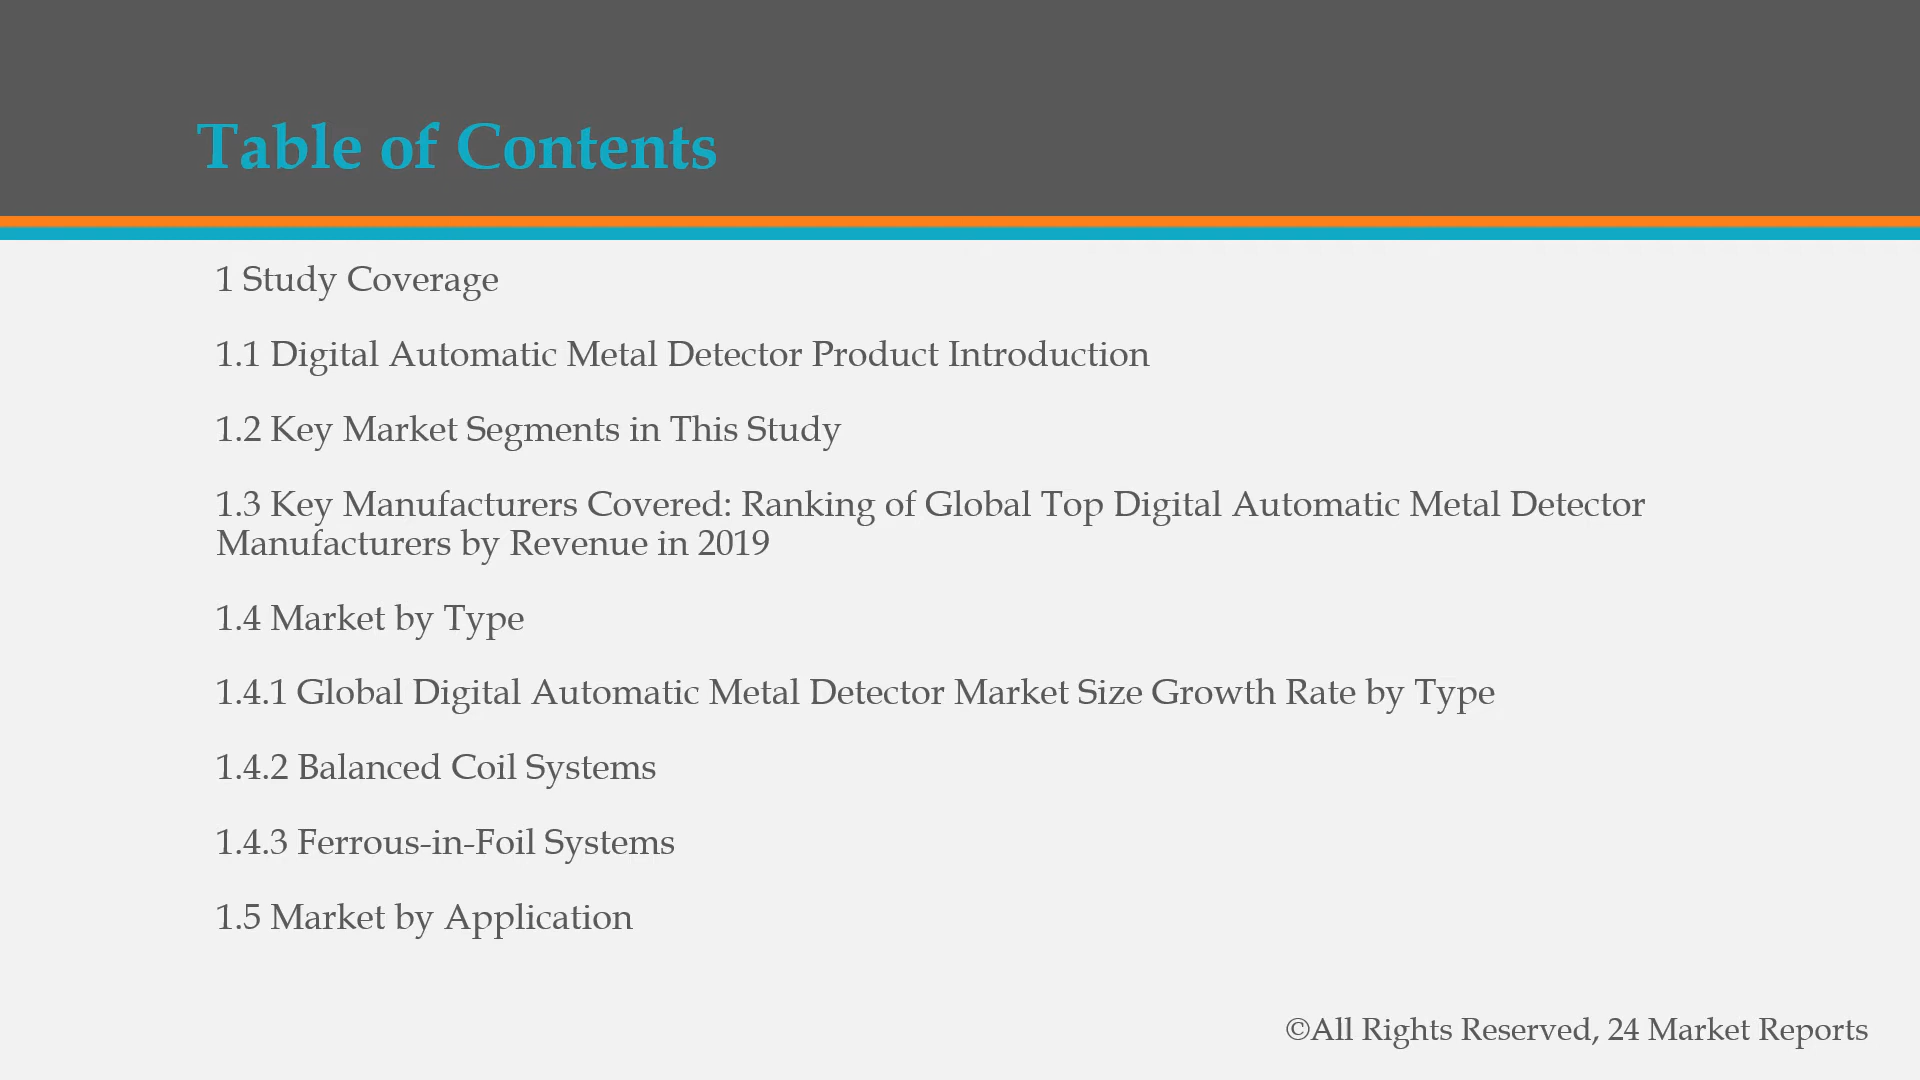 Table of Contents
1 Study Coverage
1.1 Digital Automatic Metal Detector Product Introduction
1.2 Key Market Segments in This Study
1.3 Key Manufacturers Covered: Ranking of Global Top Digital Automatic Metal Detector
Manufacturers by Revenue in 2019
1.4 Market by Type
1.4.1 Global Digital Automatic Metal Detector Market Size Growth Rate by Type
1.4.2 Balanced Coil Systems
1.4.3 Ferrous-in-Foil Systems
1.5 Market by Application
©All Rights Reserved, 24 Market Reports